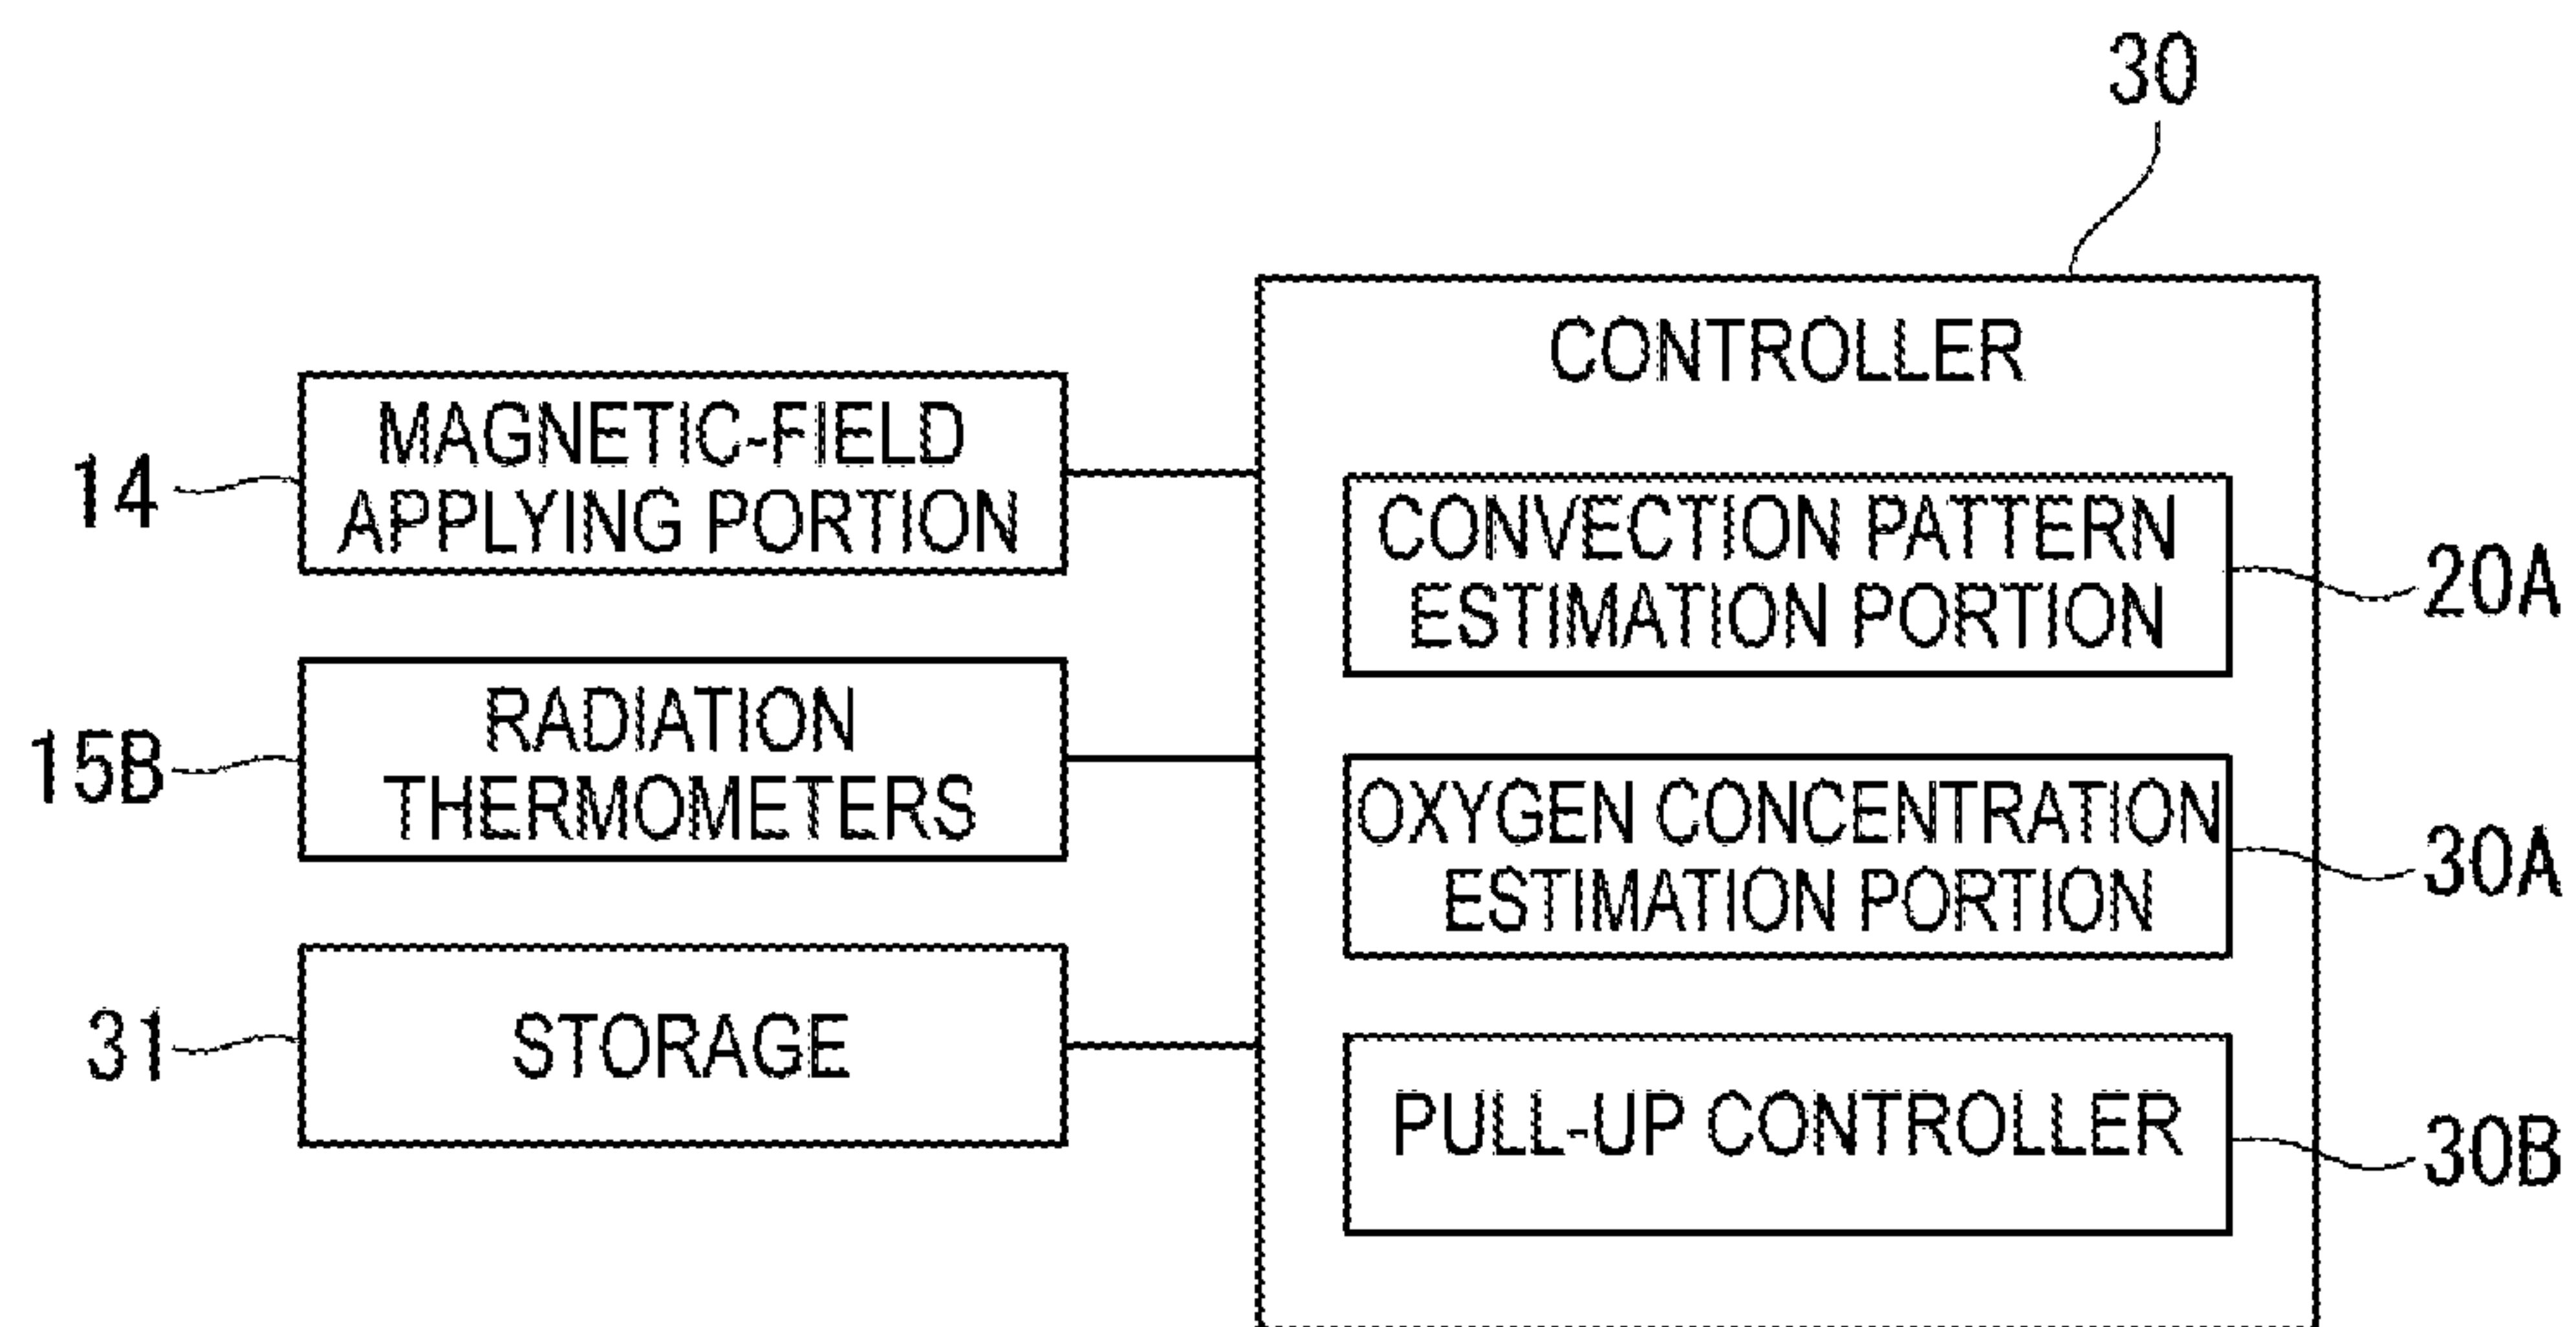 30
CONTROLLER
14
MAGNETIC-FIELD
APPLYING PORTION
CONVECTION PATTERN
ESTIMATION PORTION
20A
15B
RADIATION
THERMOMETERS
OXYGEN CONCENTRATION
ESTIMATION PORTION
30A
31
STORAGE
PULL-UP CONTROLLER
30B